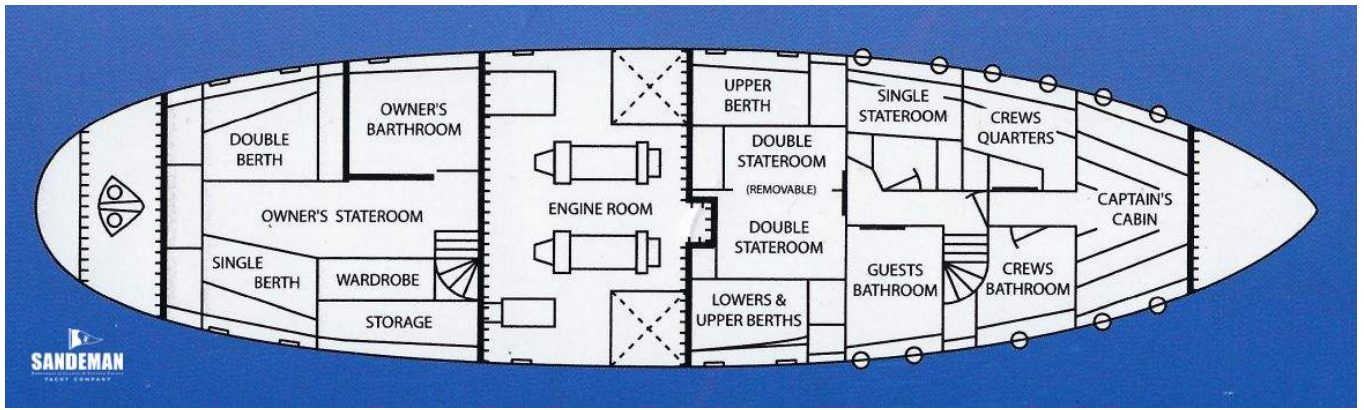 OWNER'S
BARTHROOM
DOUBLE
BERTH
OWNER'S STATEROOM
SINGLE
BERTH
WARDROBE
STORAGE
ENGINE ROOM
UPPER
BERTH
DOUBLE
STATEROOM
(REMOVABLE)
DOUBLE
STATEROOM
LOWERS &
UPPER BERTHS
SINGLE
STATEROOM
CREWS
QUARTERS
CAPTAIN'S
CABIN
GUESTS
BATHROOM
CREWS
BATHROOM
SANDEMAN
YACHT COMPANY